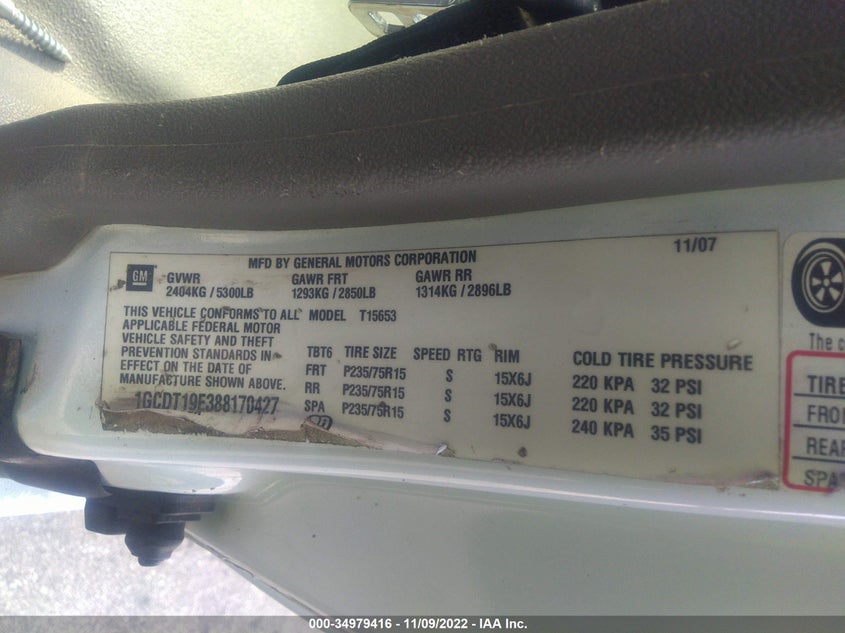 11/07
MFD BY GENERAL MOTORS CORPORATION
GM
GVWR GAWR FRT GAWR RR
2404KG / 5300LB 1293KG / 2850LB 1314KG / 2896LB
THIS VEHICLE CONFORMS TO ALL
APPLICABLE FEDERAL MOTOR
VEHICLE SAFETY AND THEFT
PREVENTION STANDARDS IN
EFFECT ON THE DATE OF
MANUFACTURE SHOWN ABOVE.
1GCDT19E388170427
MODEL T15653
TBT6 TIRE SIZE SPEED RTG RIM COLD TIRE PRESSURE
FRT P235/75R15 S 15X6J 220 KPA 32 PSI
RR P235/75R15 S 15X6J 220 KPA 32 PSI
SPA P235/75R15 S 15X6J 240 KPA 35 PSI
The
TIRE
000-34979416 - 11/09/2022 - IAA Inc.